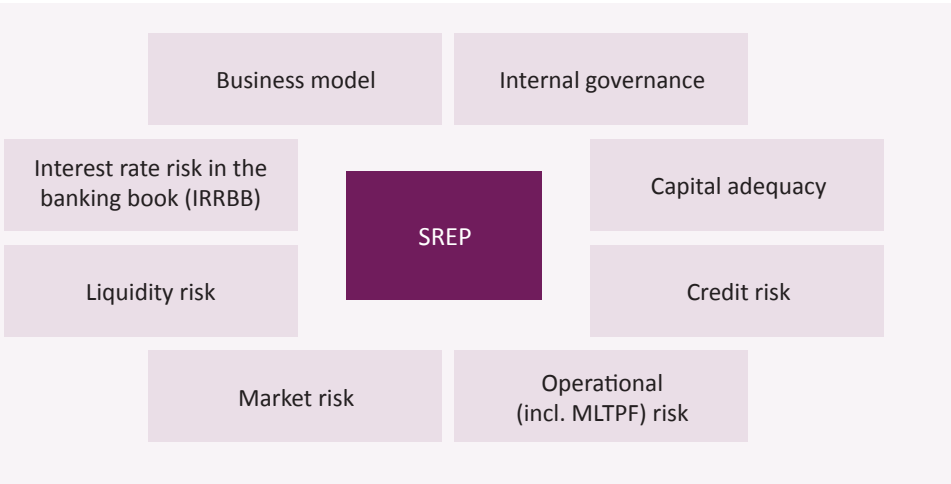 Business model
Internal governance
Interest rate risk in the
banking book (IRRBB)
Capital adequacy
SREP
Liquidity risk
Credit risk
Market risk
Operational
(incl. MLTPF) risk